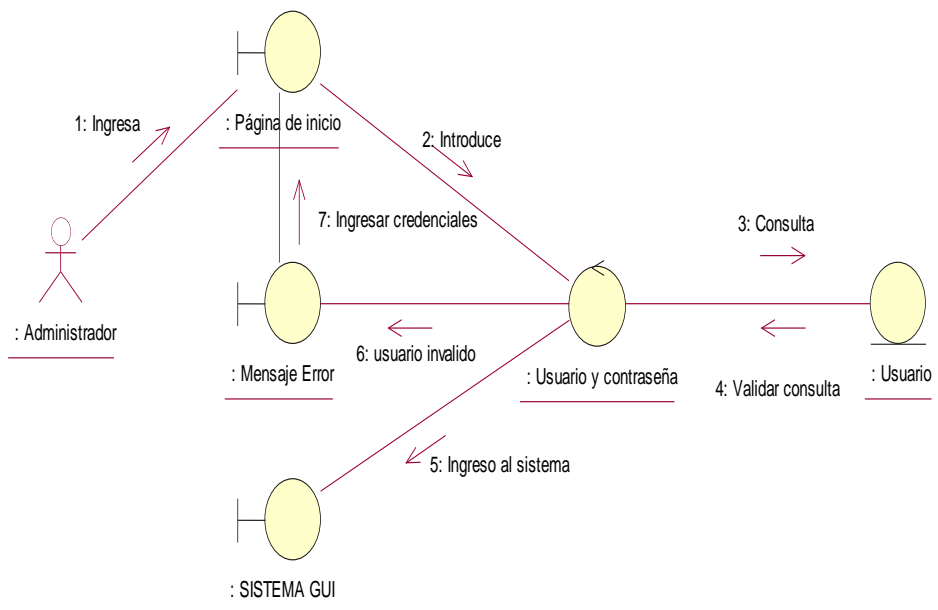 1: Ingresa
: Página de inicio
2: Introduce
7: Ingresar credenciales
3: Consulta
: Administrador
6: usuario invalido
: Mensaje Error
: Usuario y contraseña
4: Validar consulta
: Usuario
5: Ingreso al sistema
: SISTEMA GUI